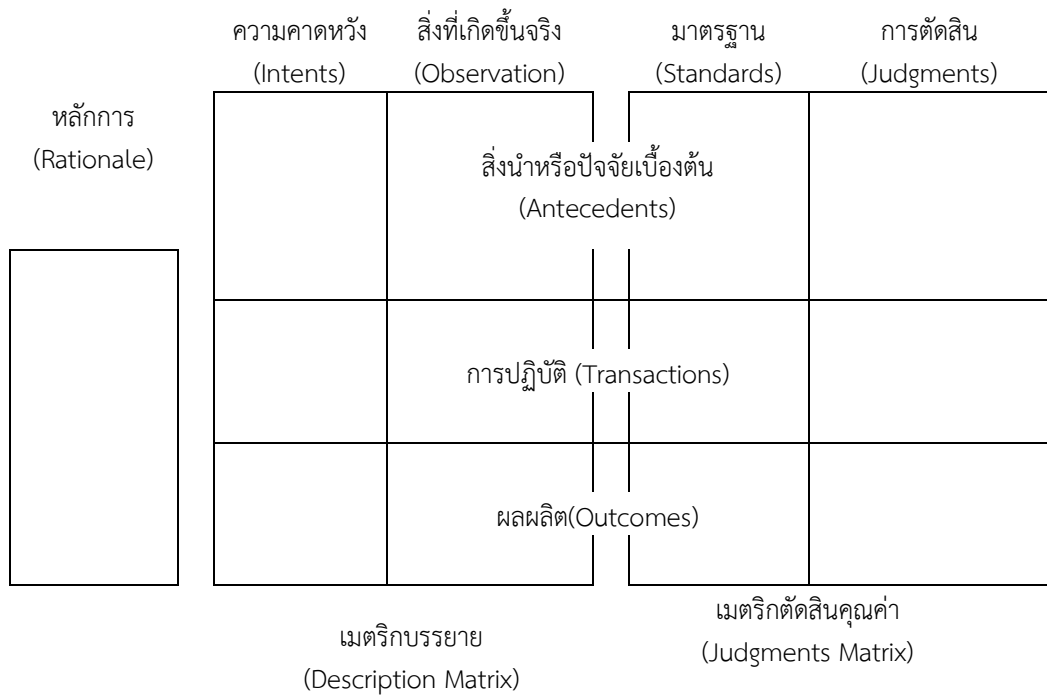 ความคาดหวัง
(Intents)
สิ่งที่เกิดขึ้นจริง
(Observation)
มาตรฐาน
(Standards)
การตัดสิน
(Judgments)
หลักการ
(Rationale)
สิ่งนำหรือปัจจัยเบื้องต้น
(Antecedents)
การปฏิบัติ (Transactions)
ผลผลิต(Outcomes)
เมตริกบรรยาย
(Description Matrix)
เมตริกตัดสินคุณค่า
(Judgments Matrix)